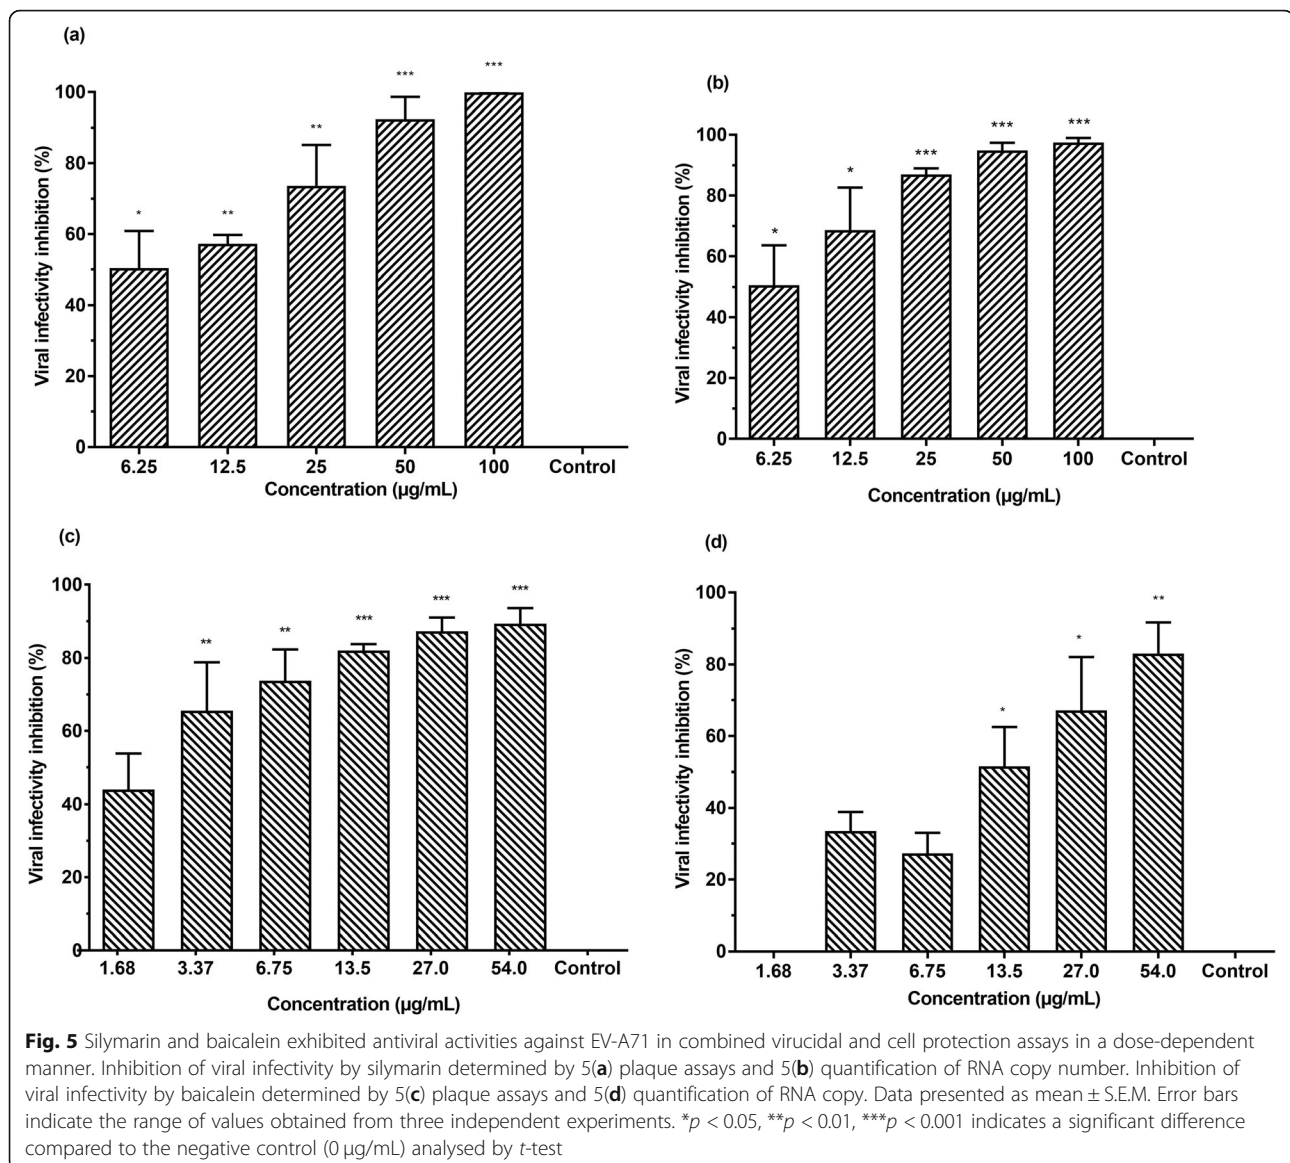 (a)
Viral infectivity inhibition (%)
100
80
60
40
20
0
*
**
**
***
***
6.25 12.5 25 50 100 Control
Concentration (µg/mL)
(b)
Viral infectivity inhibition (%)
100
80
60
40
20
0
*
*
***
***
***
6.25 12.5 25 50 100 Control
Concentration (µg/mL)
(c)
Viral infectivity inhibition (%)
100
80
60
40
20
0
**
**
***
***
***
1.68 3.37 6.75 13.5 27.0 54.0 Control
Concentration (µg/mL)
(d)
Viral infectivity inhibition (%)
100
80
60
40
20
0
*
*
**
1.68 3.37 6.75 13.5 27.0 54.0 Control
Concentration (µg/mL)
Fig. 5 Silymarin and baicalein exhibited antiviral activities against EV-A71 in combined virucidal and cell protection assays in a dose-dependent
manner. Inhibition of viral infectivity by silymarin determined by 5(a) plaque assays and 5(b) quantification of RNA copy number. Inhibition of
viral infectivity by baicalein determined by 5(c) plaque assays and 5(d) quantification of RNA copy. Data presented as mean ± S.E.M. Error bars
indicate the range of values obtained from three independent experiments. *p < 0.05, **p < 0.01, ***p < 0.001 indicates a significant difference
compared to the negative control (0 µg/mL) analysed by t-test